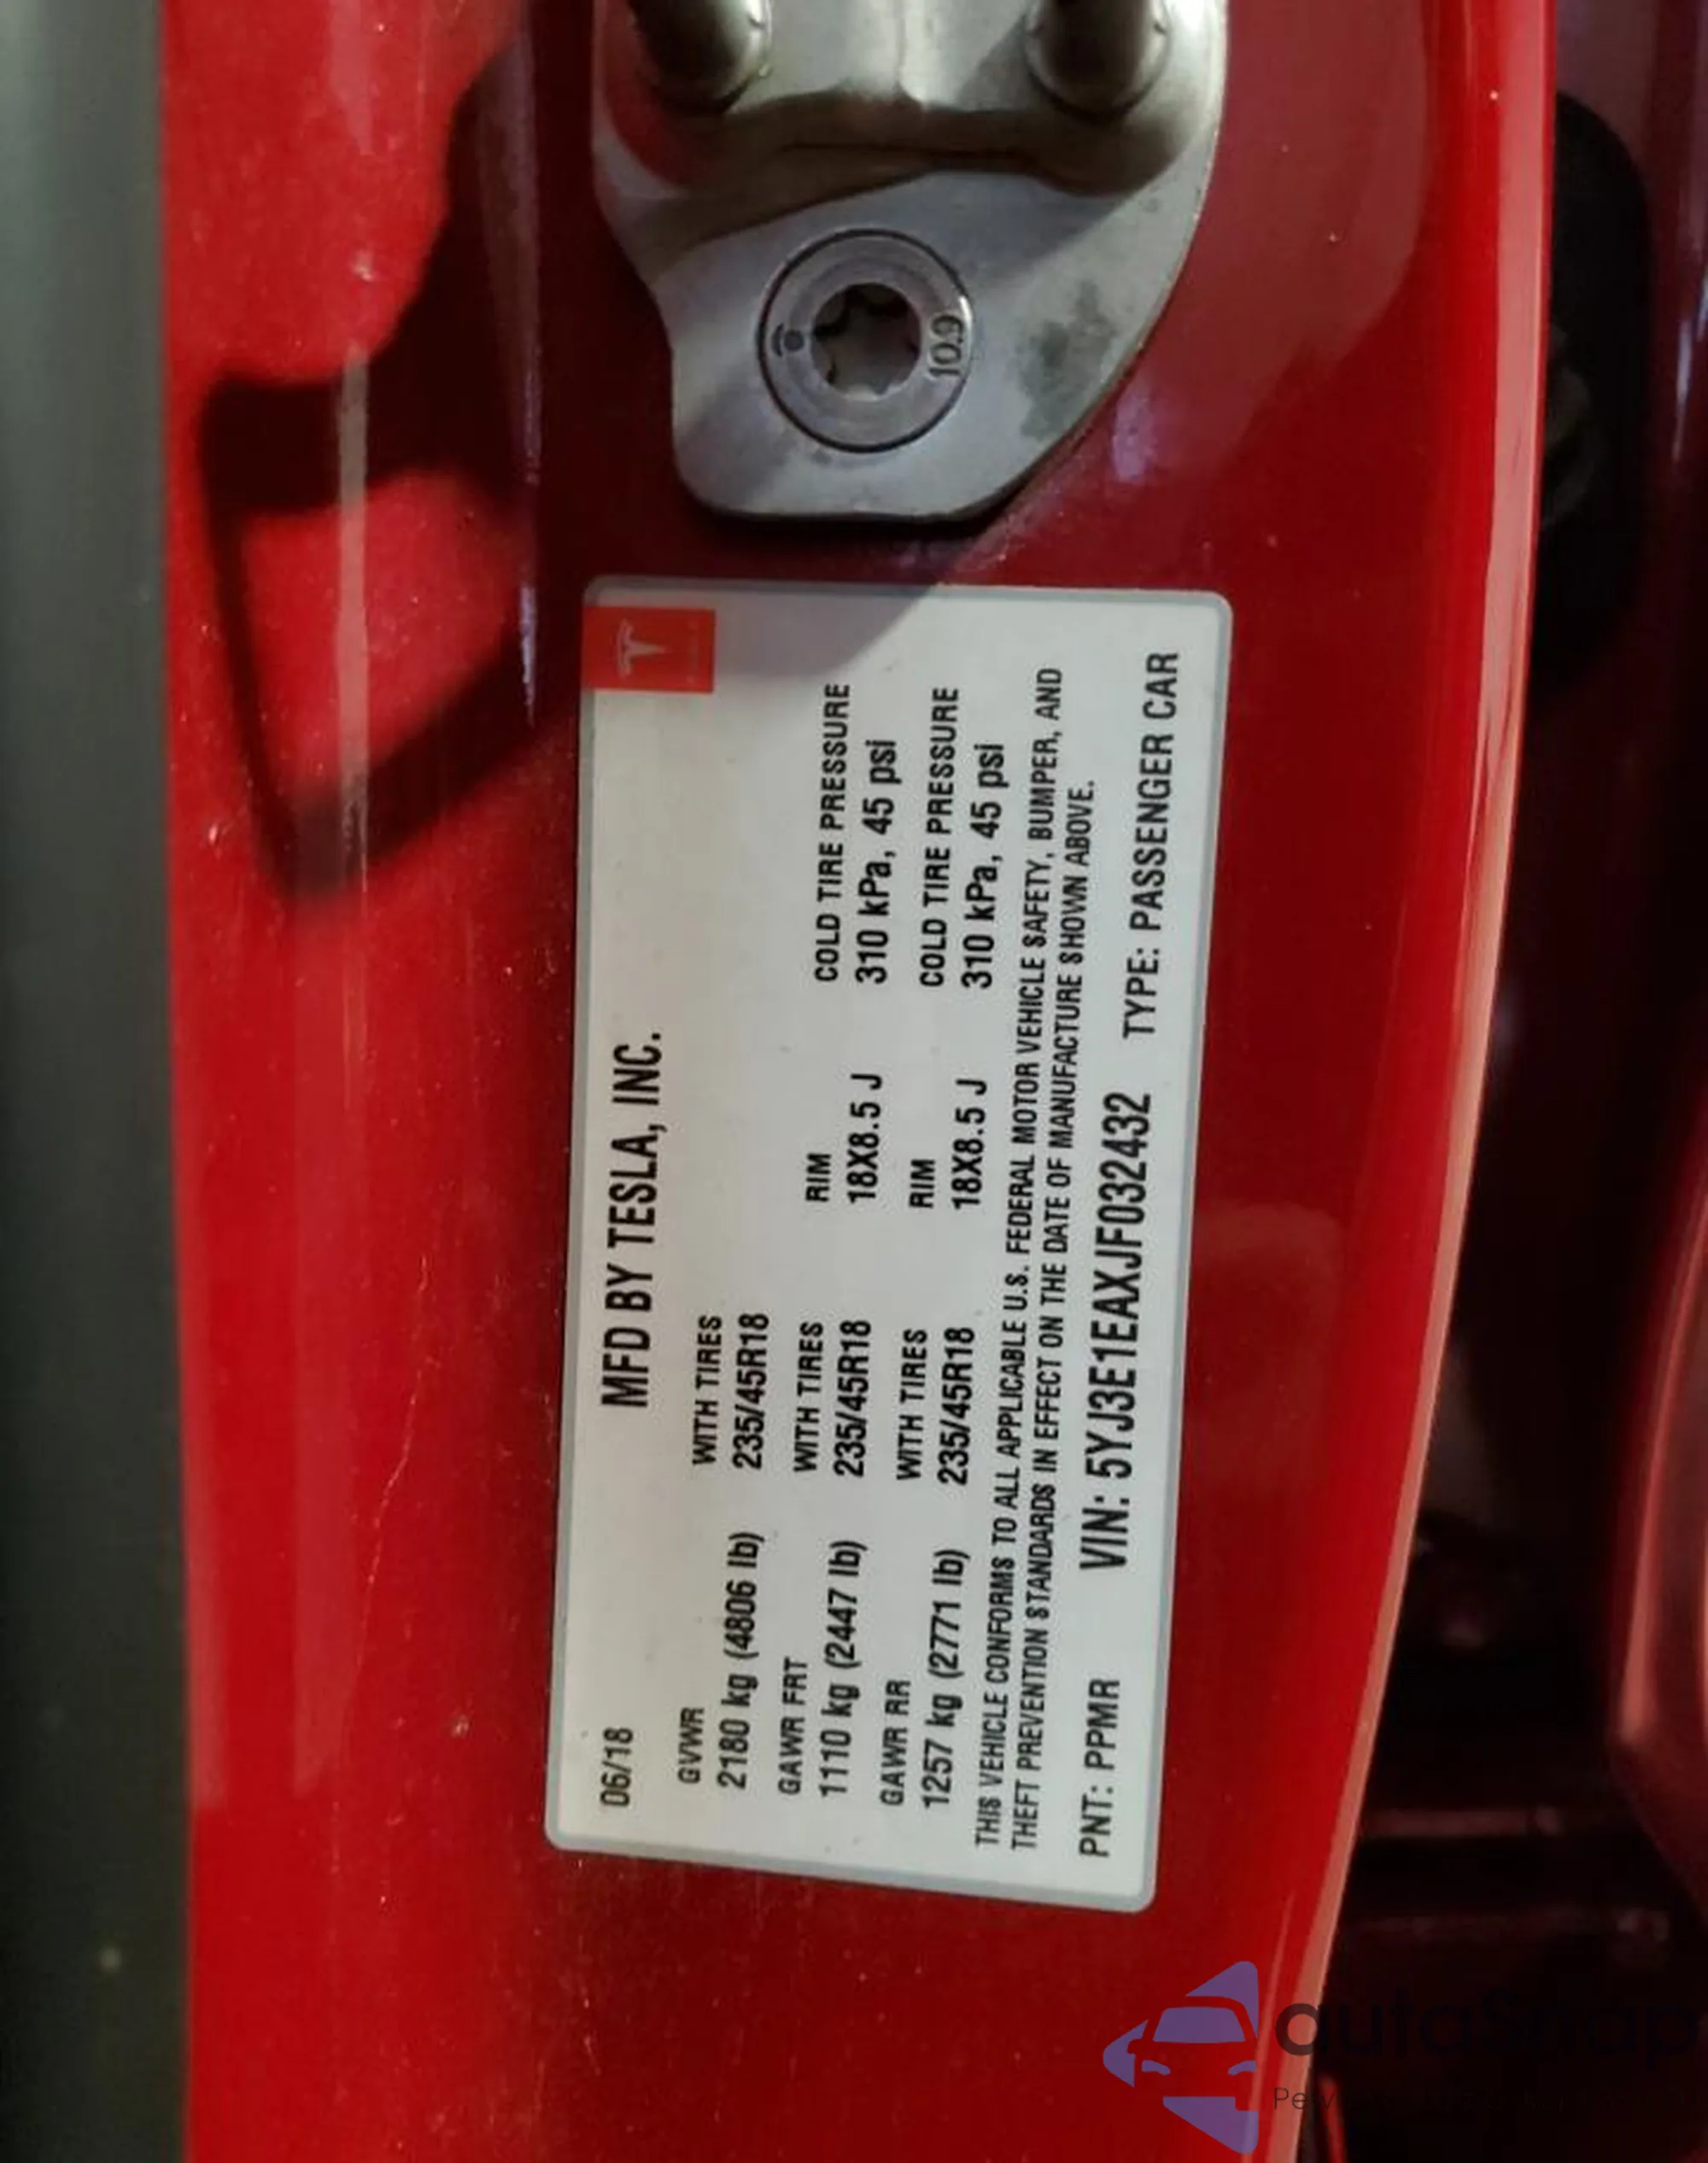 10.9
06/18 MFD BY TESLA, INC.
GVWR WITH TIRES
2180 kg (4806 lb) 235/45R18
GAWR FRT WITH TIRES RIM COLD TIRE PRESSURE
1110 kg (2447 lb) 235/45R18 18X8.5 J 310 kPa, 45 psi
GAWR RR WITH TIRES RIM COLD TIRE PRESSURE
1257 kg (2771 lb) 235/45R18 18X8.5 J 310 kPa, 45 psi
THIS VEHICLE CONFORMS TO ALL APPLICABLE U.S. FEDERAL MOTOR VEHICLE SAFETY, BUMPER, AND
THEFT PREVENTION STANDARDS IN EFFECT ON THE DATE OF MANUFACTURE SHOWN ABOVE.
PNT: PPMR VIN: 5YJ3E1EAXJF032432 TYPE: PASSENGER CAR